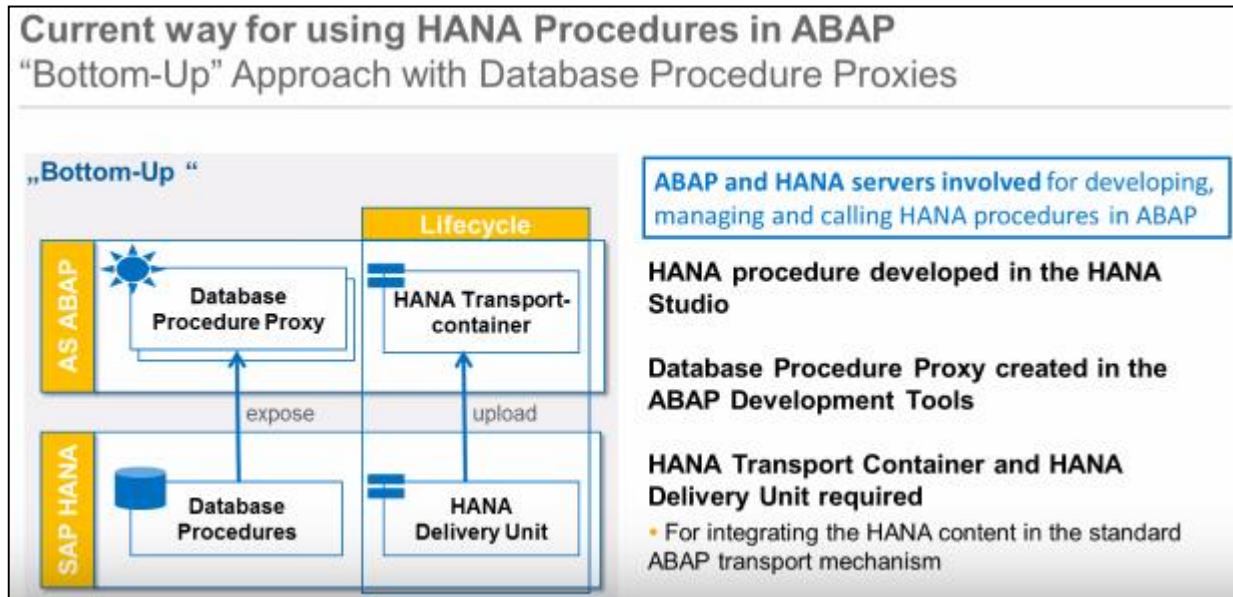 Current way for using HANA Procedures in ABAP
“Bottom-Up” Approach with Database Procedure Proxies
„Bottom-Up “
Lifecycle
AS ABAP
Database
Procedure Proxy
HANA Transport-
container
expose
upload
SAP HANA
Database
Procedures
HANA
Delivery Unit
ABAP and HANA servers involved for developing,
managing and calling HANA procedures in ABAP
HANA procedure developed in the HANA
Studio
Database Procedure Proxy created in the
ABAP Development Tools
HANA Transport Container and HANA
Delivery Unit required
• For integrating the HANA content in the standard
ABAP transport mechanism